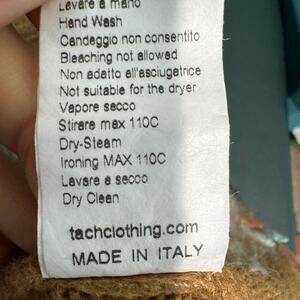 Lavare a mano
Hand Wash
Candeggio non consentito
Bleaching not allowed
Non adatto all'asciugatrice
Not suitable for the dryer
Vapore secco
Stirare max 110C
Dry-Steam
Ironing MAX 110C
Lavare a secco
Dry Clean
tachclothing.com
MADE IN ITALY